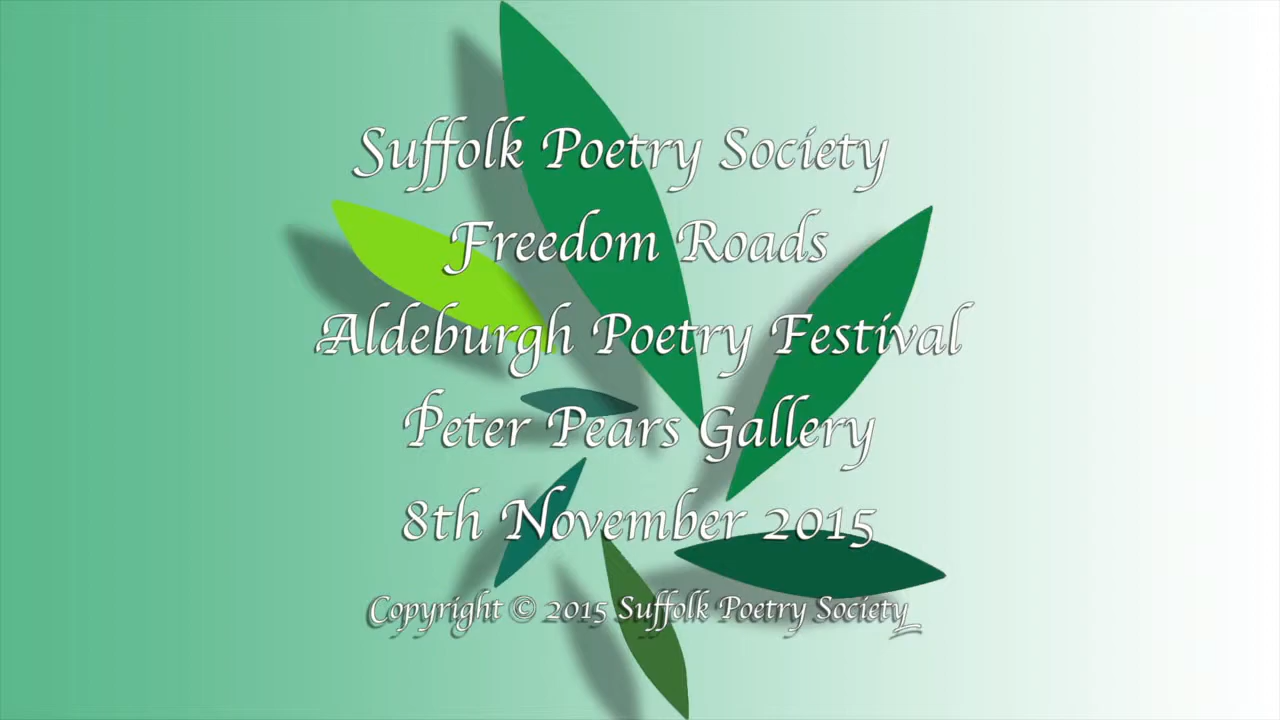 Suffolk Poetry Society
Freedom Roads
Aldeburgh Poetry Festival
Peter Pears Gallery
8th November 2015
Copyright © 2015 Suffolk Poetry Society